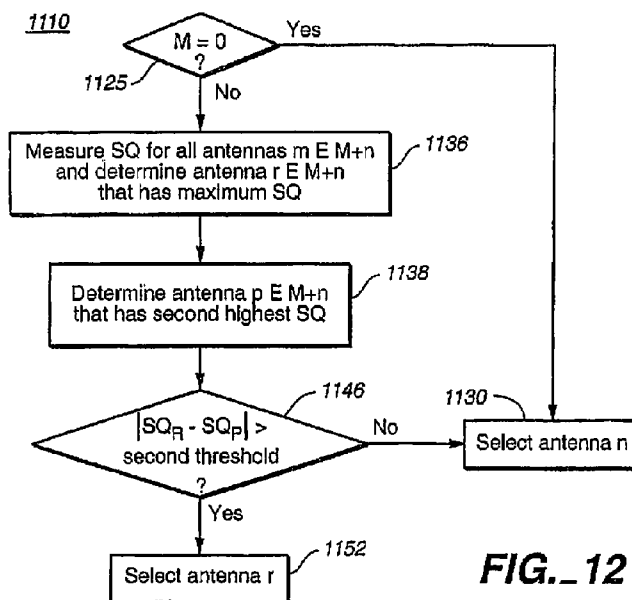 1110
M = 0
?
Yes
1125
No
Measure SQ for all antennas m E M+n
and determine antenna r E M+n
that has maximum SQ
1136
Determine antenna p E M+n
that has second highest SQ
1138
|SQR - SQP| >
second threshold
?
1146
No
1130
Select antenna n
Yes
1152
Select antenna r
FIG._12